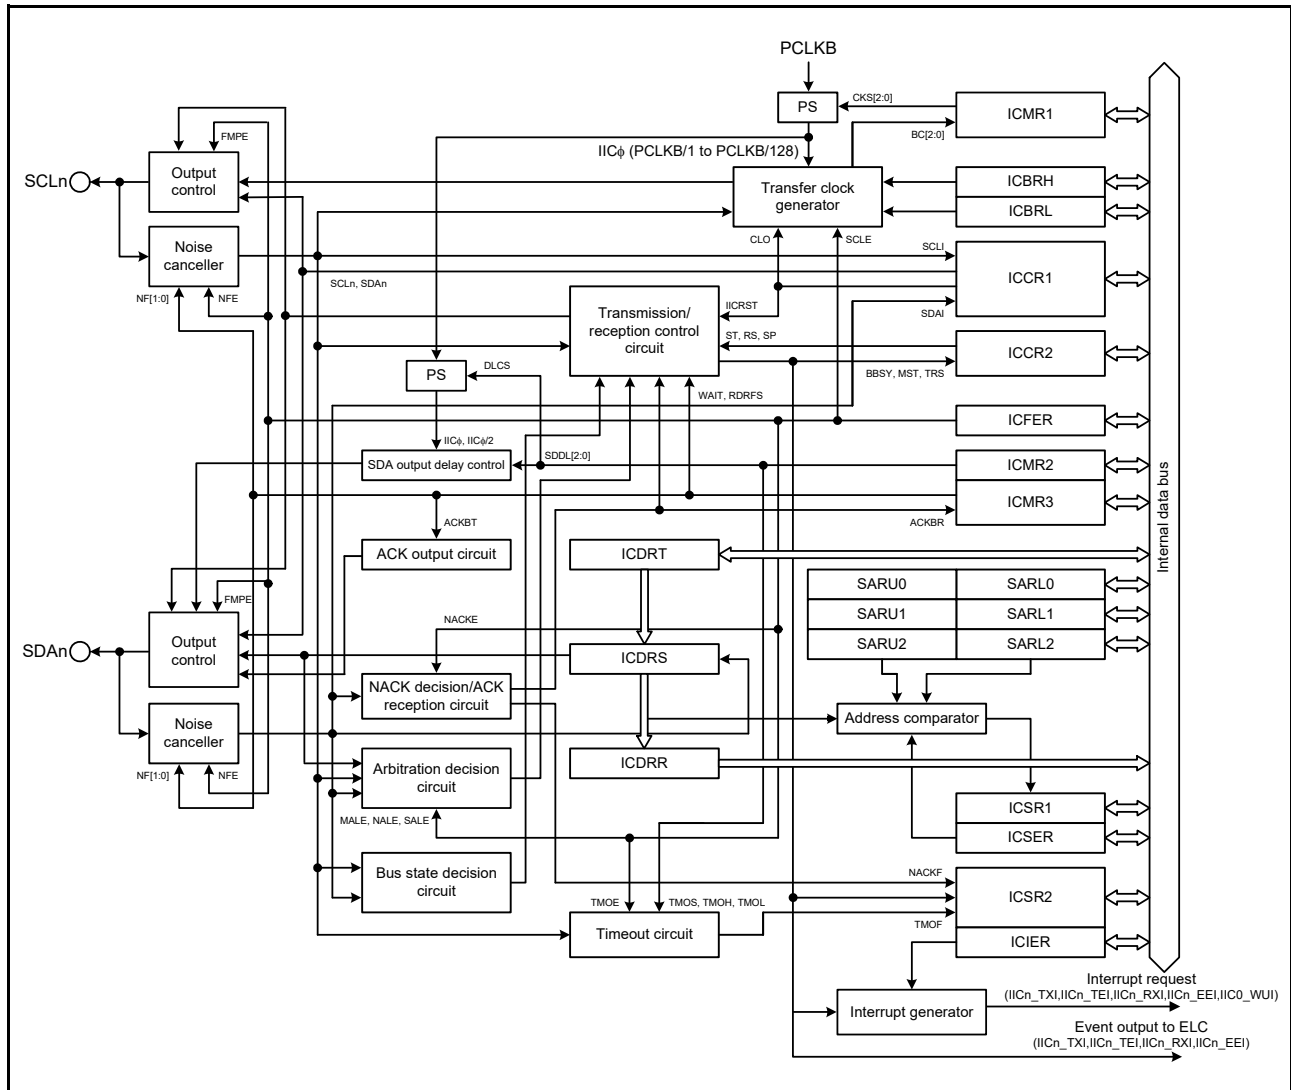 PCLKB
PS
CKS[2:0]
ICMR1
BC[2:0]
FMPE
IICϕ (PCLKB/1 to PCLKB/128)
SCLn
Output
control
Transfer clock
generator
ICBRH
ICBRL
Noise
canceller
CLO
SCLE
SCLI
ICCR1
NF[1:0]
NFE
SCLn, SDAn
IICRST
SDAI
Transmission/
reception control
circuit
ST, RS, SP
ICCR2
BBSY, MST, TRS
PS
DLCS
WAIT, RDRFS
ICFER
IICϕ, IICϕ/2
SDA output delay control
SDDL[2:0]
ICMR2
ICMR3
ACKBT
ACKBR
ACK output circuit
ICDRT
Internal data bus
SARU0
SARL0
FMPE
SARU1
SARL1
NACKE
SARU2
SARL2
SDAn
Output
control
ICDRS
NACK decision/ACK
reception circuit
Address comparator
Noise
canceller
ICDRR
NF[1:0]
NFE
Arbitration decision
circuit
ICSR1
MALE, NALE, SALE
ICSER
Bus state decision
circuit
NACKF
ICSR2
TMOE
TMOS, TMOH, TMOL
TMOF
Timeout circuit
ICIER
Interrupt request
(IICn_TXI,IICn_TEI,IICn_RXI,IICn_EEI,IIC0_WUI)
Interrupt generator
Event output to ELC
(IICn_TXI,IICn_TEI,IICn_RXI,IICn_EEI)